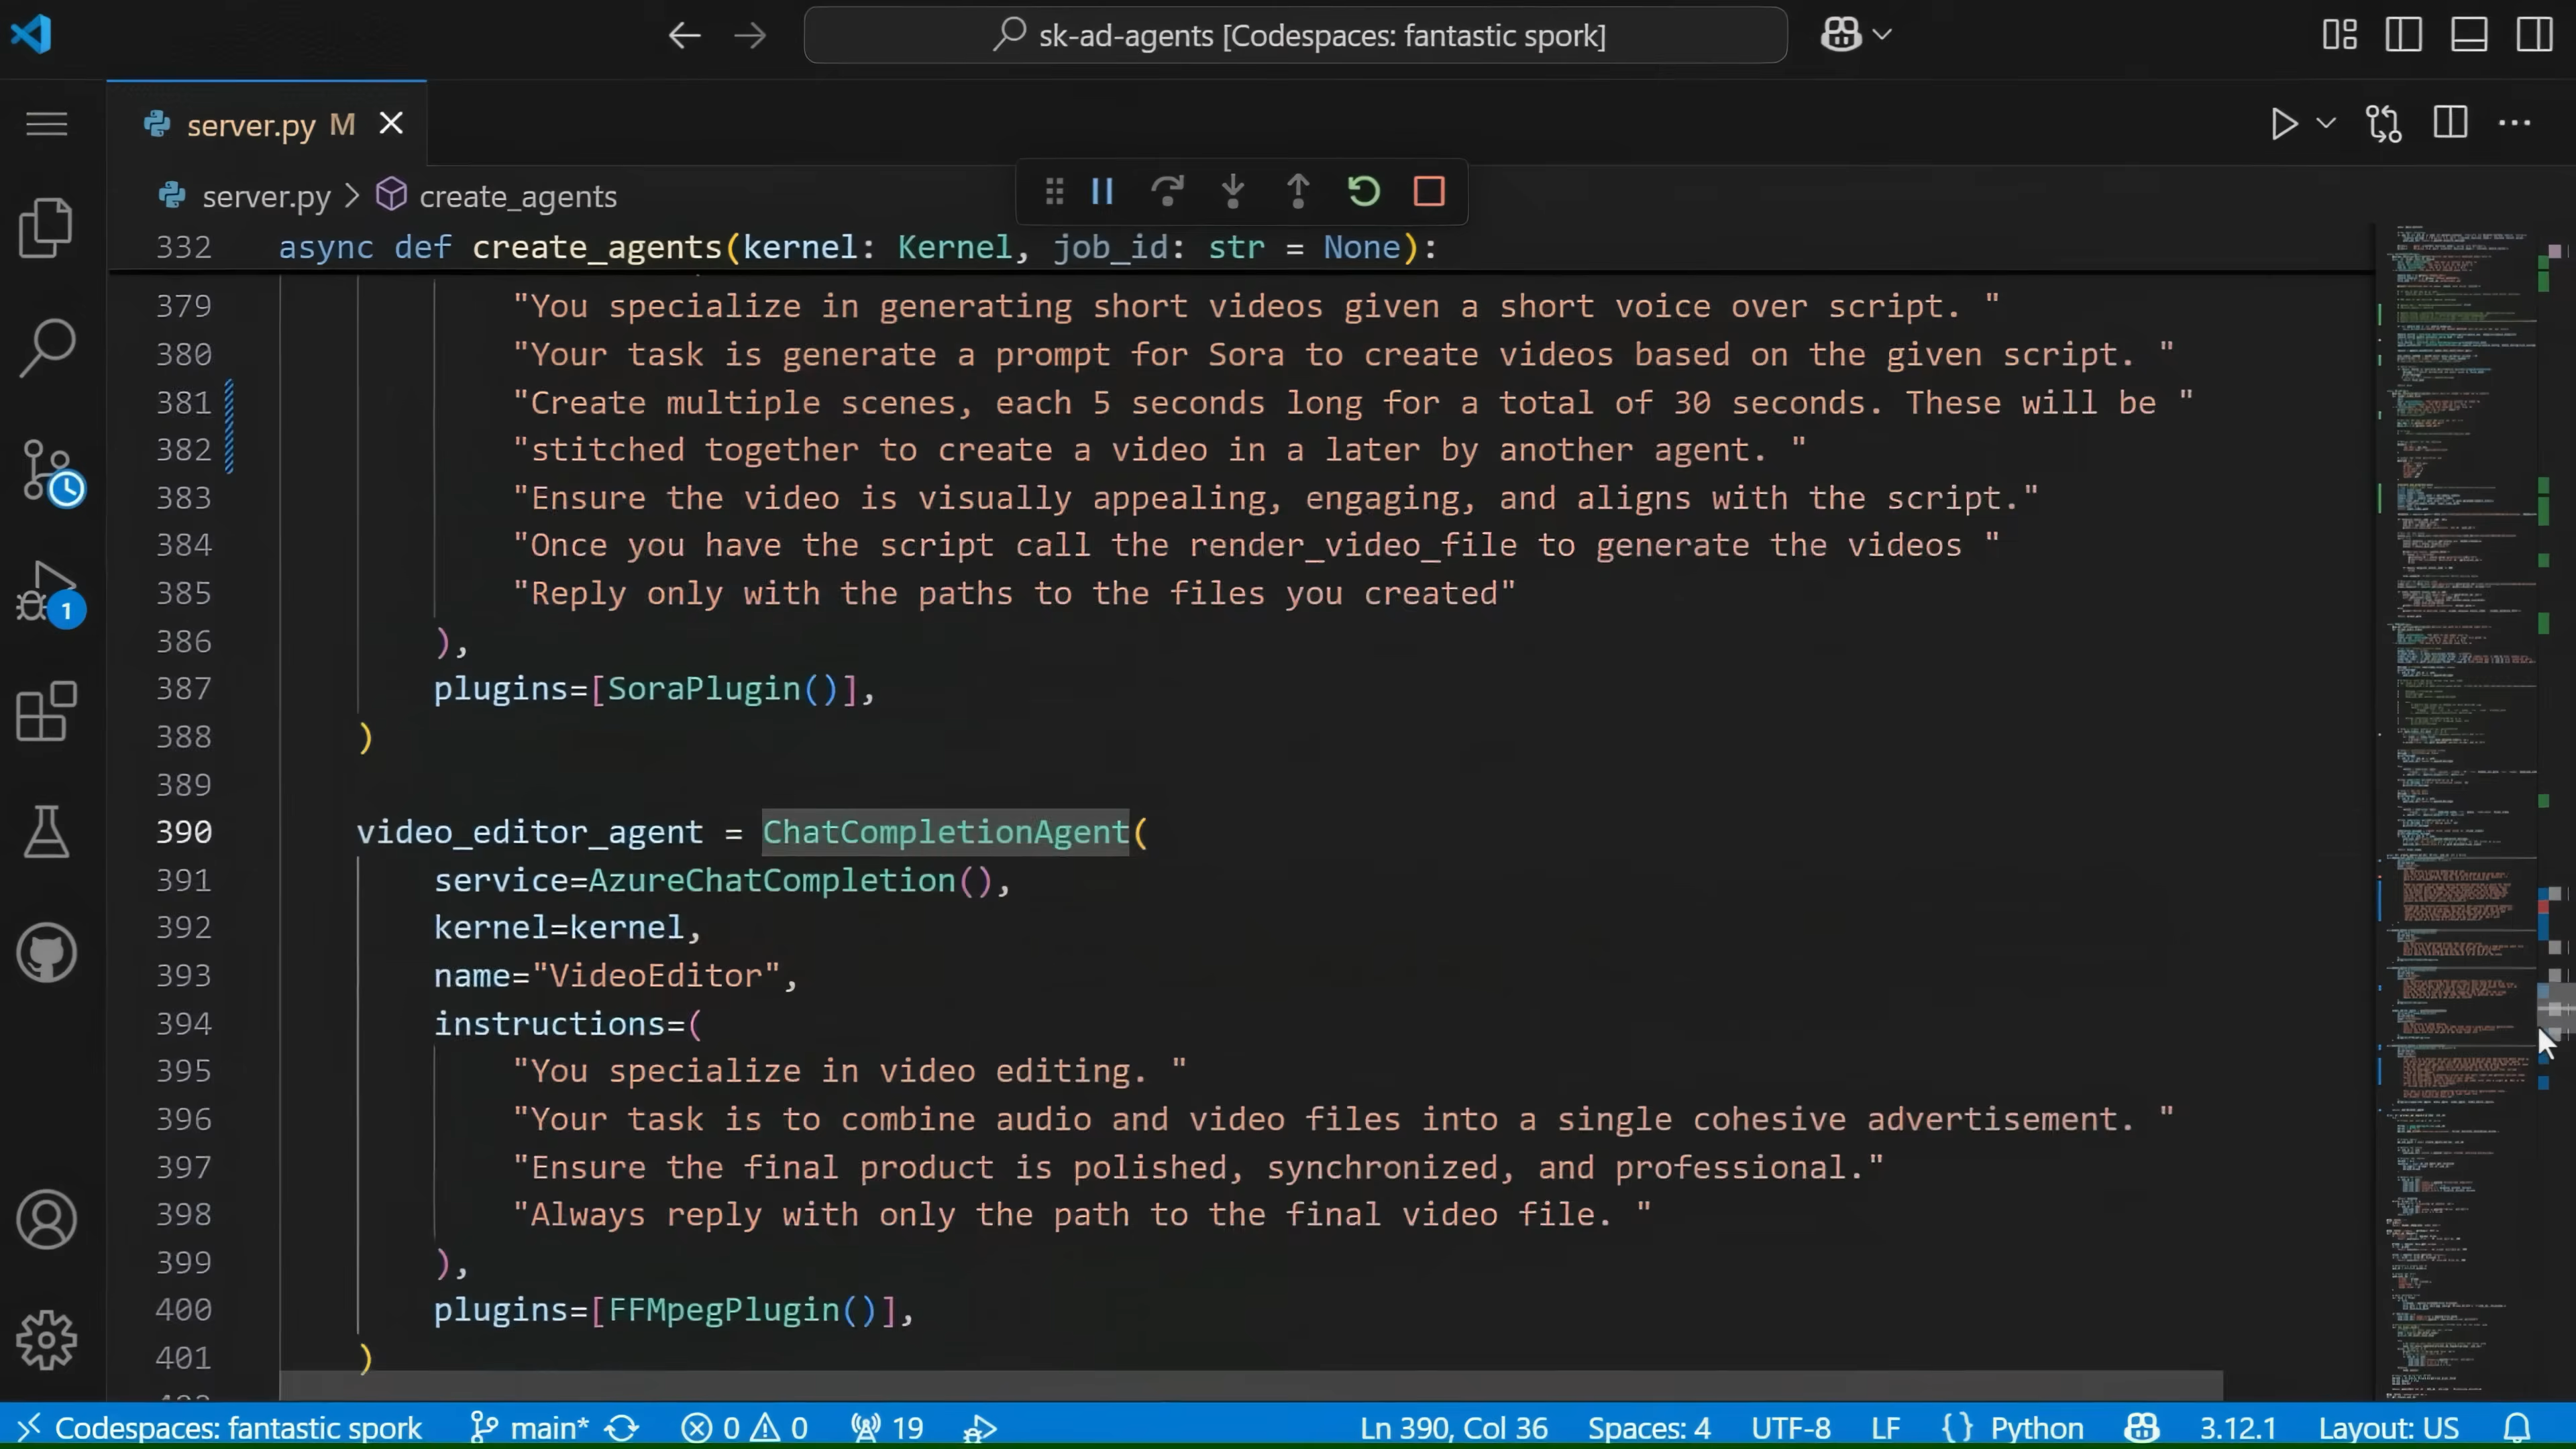 sk-ad-agents [Codespaces: fantastic spork]
server.py M
server.py > create_agents
332 async def create_agents(kernel: Kernel, job_id: str = None):
379 "You specialize in generating short videos given a short voice over script. "
380 "Your task is generate a prompt for Sora to create videos based on the given script. "
381 "Create multiple scenes, each 5 seconds long for a total of 30 seconds. These will be "
382 "stitched together to create a video in a later by another agent. "
383 "Ensure the video is visually appealing, engaging, and aligns with the script."
384 "Once you have the script call the render_video_file to generate the videos "
385 "Reply only with the paths to the files you created"
386 ),
387 plugins=[SoraPlugin()],
388 )
389
390 video_editor_agent = ChatCompletionAgent(
391 service=AzureChatCompletion(),
392 kernel=kernel,
393 name="VideoEditor",
394 instructions=(
395 "You specialize in video editing. "
396 "Your task is to combine audio and video files into a single cohesive advertisement. "
397 "Ensure the final product is polished, synchronized, and professional."
398 "Always reply with only the path to the final video file. "
399 ),
400 plugins=[FFMpegPlugin()],
401 )
1
Codespaces: fantastic spork main* 0 0 19 Ln 390, Col 36 Spaces: 4 UTF-8 LF {} Python 3.12.1 Layout: US